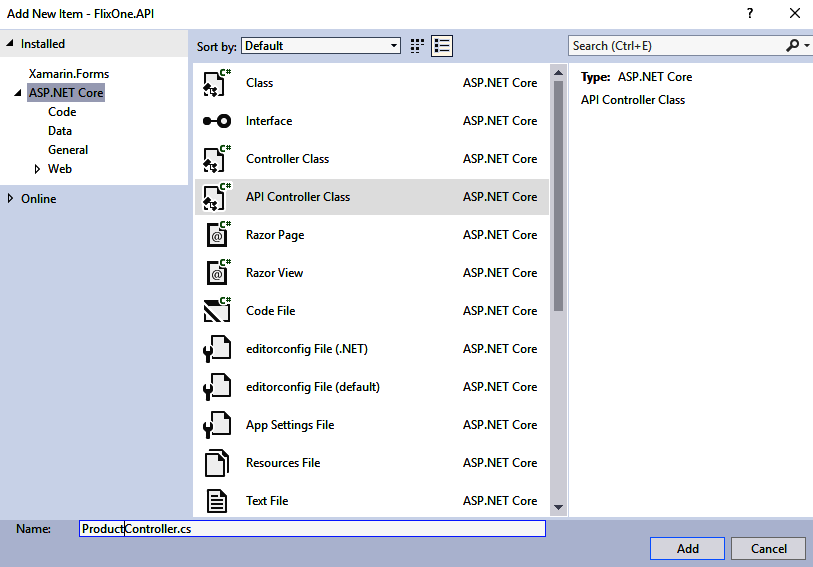 Add New Item - FlixOne.API ?
Installed
Sort by: Default
Search (Ctrl+E)
Xamarin.Forms
ASP.NET Core
Code
Data
General
Web
Online
C# Class ASP.NET Core
Interface ASP.NET Core
C# Controller Class ASP.NET Core
C# API Controller Class ASP.NET Core
C# @ Razor Page ASP.NET Core
C# @ Razor View ASP.NET Core
C# Code File ASP.NET Core
editorconfig File (.NET) ASP.NET Core
editorconfig File (default) ASP.NET Core
App Settings File ASP.NET Core
Resources File ASP.NET Core
Text File ASP.NET Core
Type: ASP.NET Core
API Controller Class
Name: ProductController.cs
Add Cancel